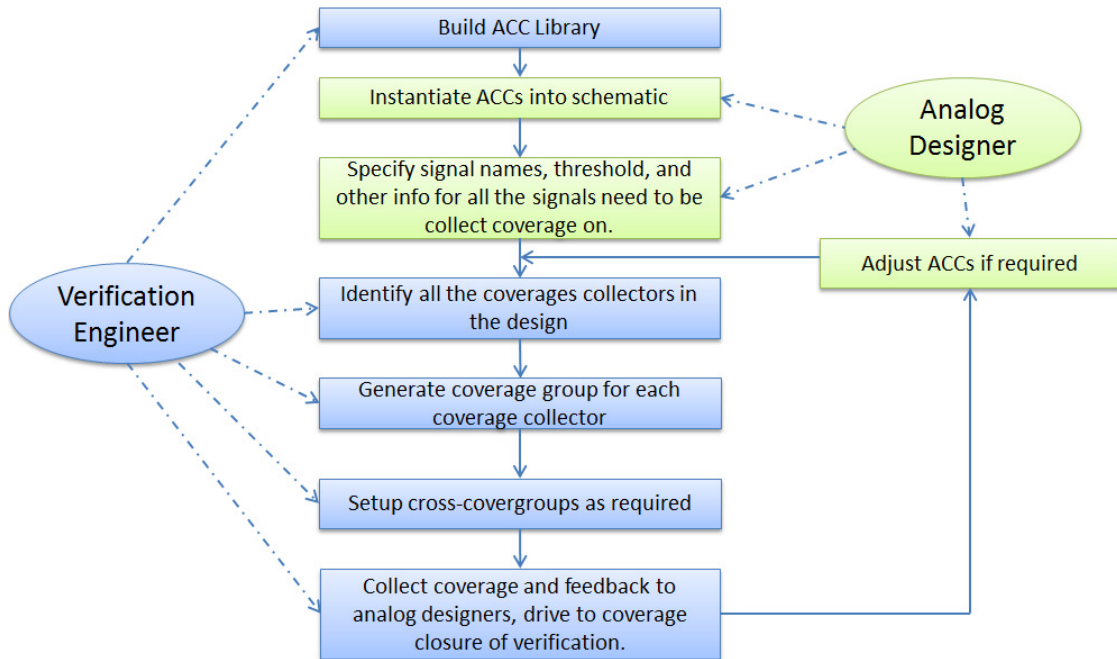 Build ACC Library
Instantiate ACCs into schematic
Analog
Designer
Specify signal names, threshold, and
other info for all the signals need to be
collect coverage on.
Adjust ACCs if required
Verification
Engineer
Identify all the coverages collectors in
the design
Generate coverage group for each
coverage collector
Setup cross-covergroups as required
Collect coverage and feedback to
analog designers, drive to coverage
closure of verification.